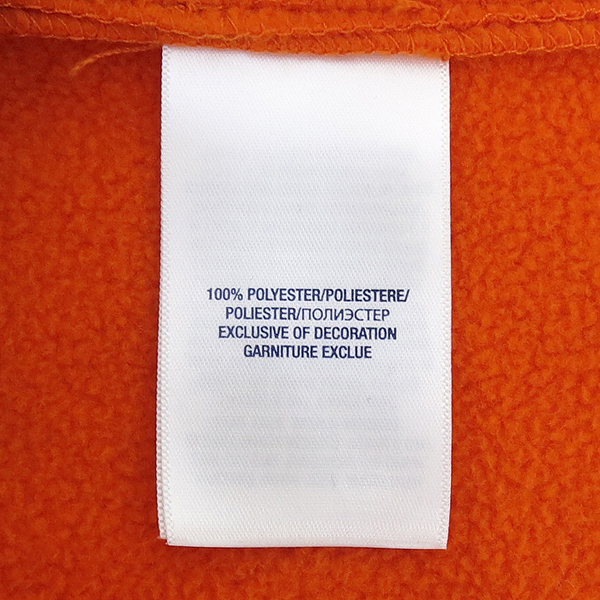 100% POLYESTER/POLIESTERE/
POLIESTER/ПОЛИЭСТЕР
EXCLUSIVE OF DECORATION
GARNITURE EXCLUE